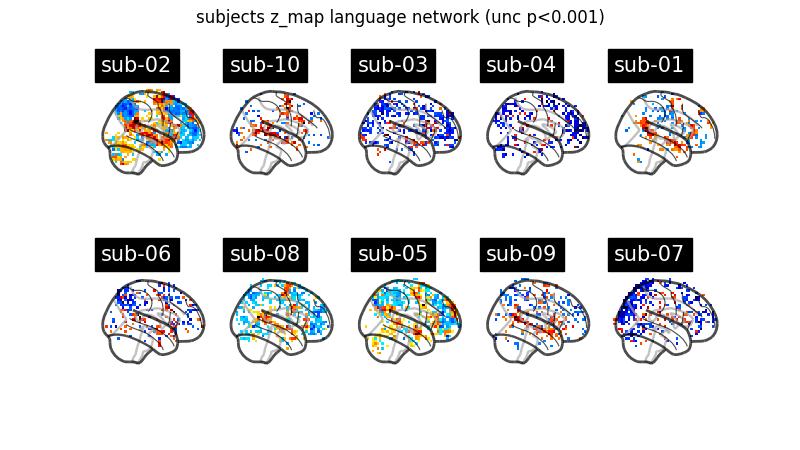 subjects z_map language network (unc p<0.001)
sub-02
sub-10
sub-03
sub-04
sub-01
sub-06
sub-08
sub-05
sub-09
sub-07